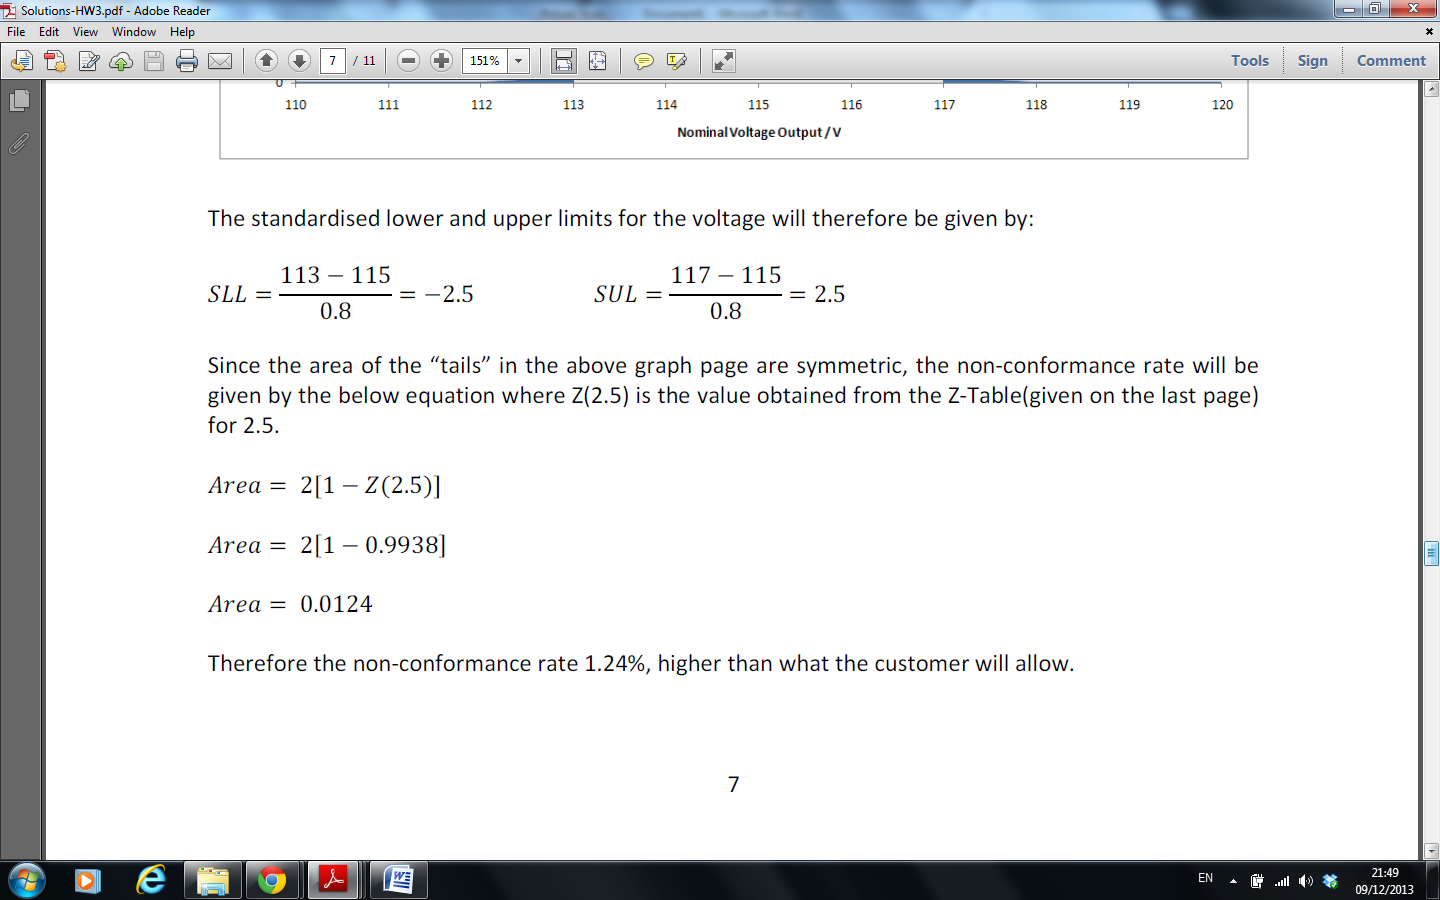 Solutions-HW3.pdf - Adobe Reader
File Edit View Window Help
7 / 11 151% Tools Sign Comment
0
110 111 112 113 114 115 116 117 118 119 120
Nominal Voltage Output / V
The standardised lower and upper limits for the voltage will therefore be given by:
SLL = (113 − 115)/0.8 = −2.5 SUL = (117 − 115)/0.8 = 2.5
Since the area of the “tails” in the above graph page are symmetric, the non-conformance rate will be
given by the below equation where Z(2.5) is the value obtained from the Z-Table(given on the last page)
for 2.5.
Area = 2[1 − Z(2.5)]
Area = 2[1 − 0.9938]
Area = 0.0124
Therefore the non-conformance rate 1.24%, higher than what the customer will allow.
7
EN 21:49
09/12/2013